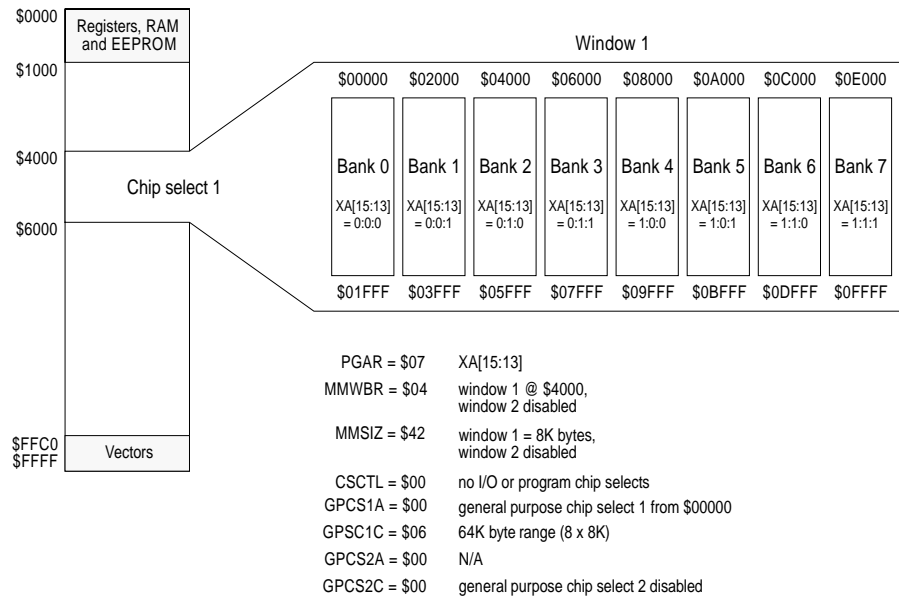 $0000
Registers, RAM
and EEPROM
$1000
$4000
Chip select 1
$6000
$FFC0
$FFFF
Vectors
Window 1
$00000 $02000 $04000 $06000 $08000 $0A000 $0C000 $0E000
Bank 0 Bank 1 Bank 2 Bank 3 Bank 4 Bank 5 Bank 6 Bank 7
XA[15:13] XA[15:13] XA[15:13] XA[15:13] XA[15:13] XA[15:13] XA[15:13] XA[15:13]
= 0:0:0 = 0:0:1 = 0:1:0 = 0:1:1 = 1:0:0 = 1:0:1 = 1:1:0 = 1:1:1
$01FFF $03FFF $05FFF $07FFF $09FFF $0BFFF $0DFFF $0FFFF
PGAR = $07 XA[15:13]
MMWBR = $04 window 1 @ $4000,
window 2 disabled
MMSIZ = $42 window 1 = 8K bytes,
window 2 disabled
CSCTL = $00 no I/O or program chip selects
GPCS1A = $00 general purpose chip select 1 from $00000
GPSC1C = $06 64K byte range (8 x 8K)
GPCS2A = $00 N/A
GPCS2C = $00 general purpose chip select 2 disabled